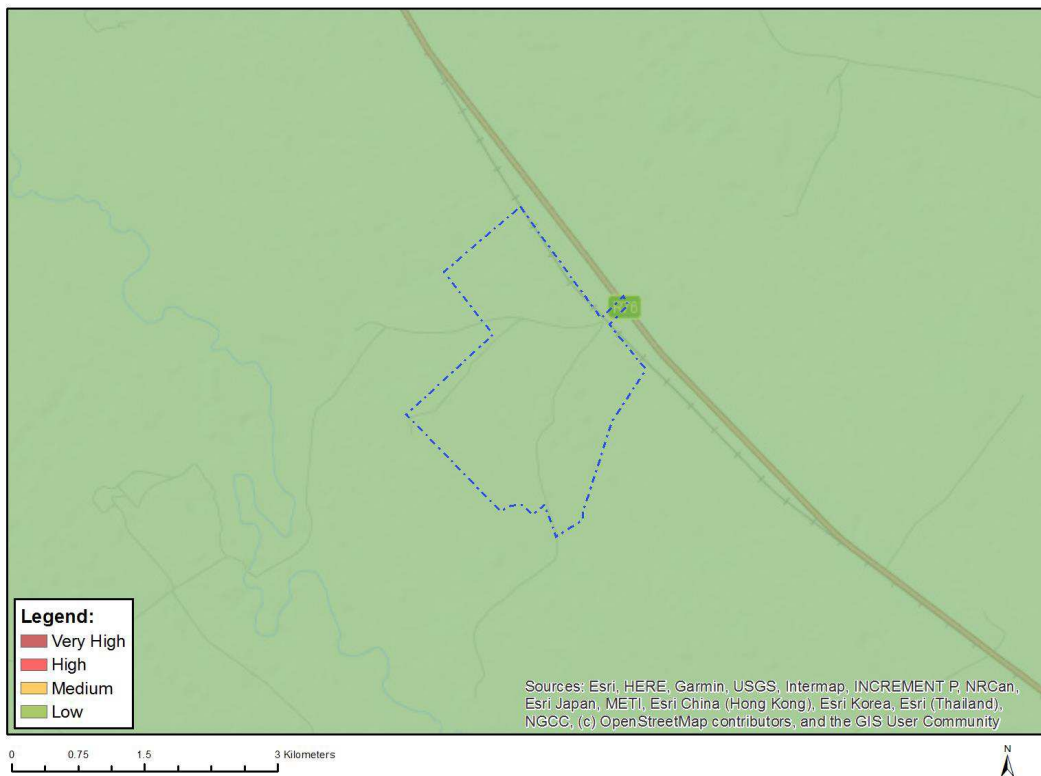 Legend:
Very High
High
Medium
Low
Sources: Esri, HERE, Garmin, USGS, Intermap, INCREMENT P, NRCan,
Esri Japan, METI, Esri China (Hong Kong), Esri Korea, Esri (Thailand),
NGCC, (c) OpenStreetMap contributors, and the GIS User Community
0 0.75 1.5 3 Kilometers
N